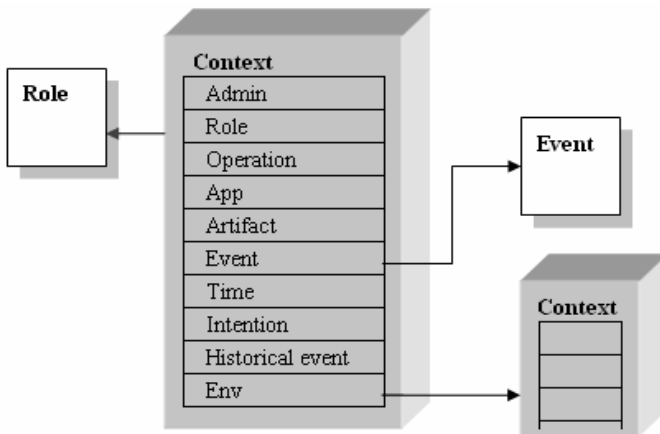 Context
Role
Admin
Role
Operation
App
Artifact
Event
Time
Intention
Historical event
Env
Event
Context